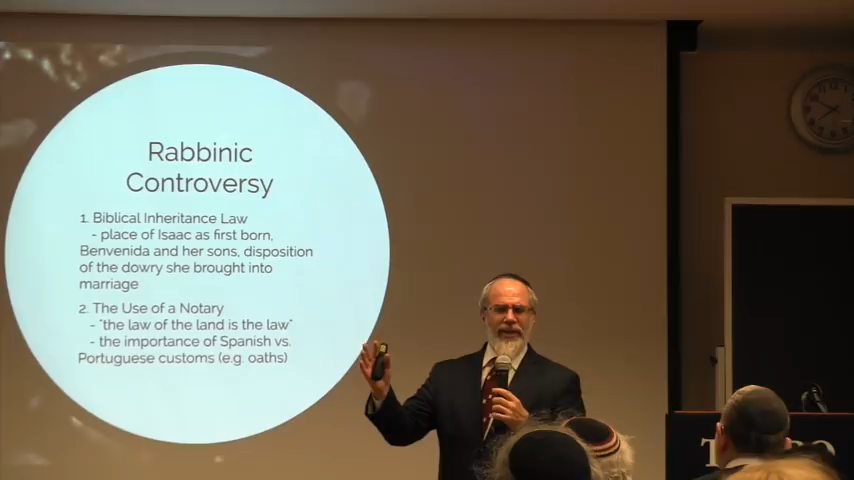 Rabbinic
Controversy
1. Biblical Inheritance Law
- place of Isaac as first born,
Benvenida and her sons, disposition
of the dowry she brought into
marriage
2. The Use of a Notary
- "the law of the land is the law"
- the importance of Spanish vs.
Portuguese customs (e.g. oaths)